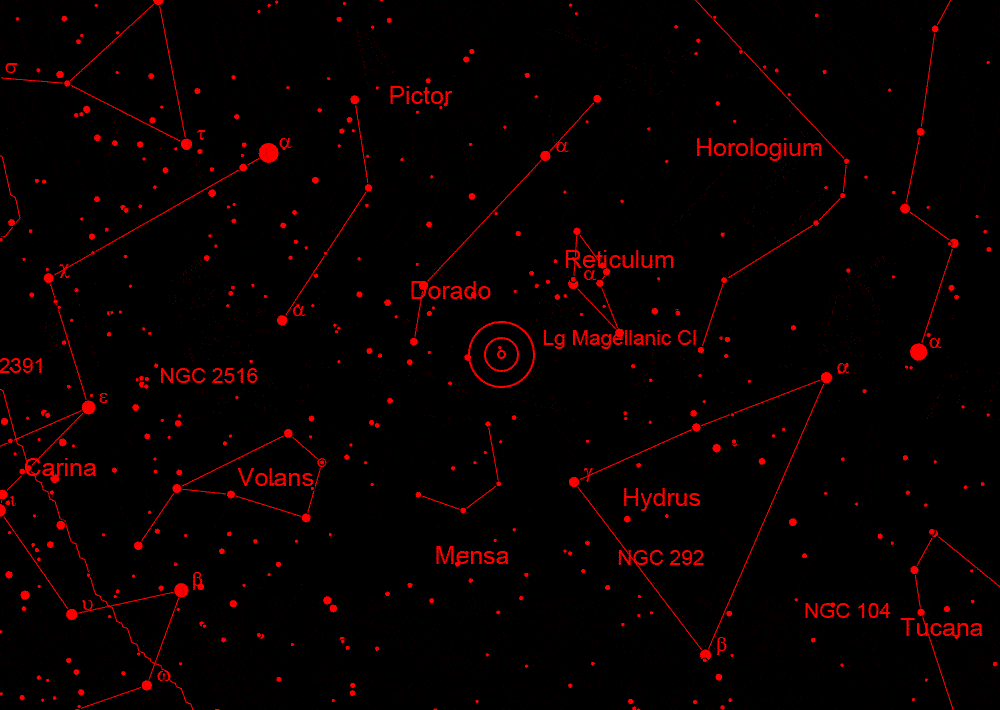 σ
Pictor
τ
α
α
Horologium
χ
Reticulum
α
Dorado
α
Lg Magellanic Cl
α
2391
NGC 2516
α
ε
Carina
Volans
γ
Hydrus
ι
Mensa
NGC 292
β
υ
NGC 104
Tucana
β
ω